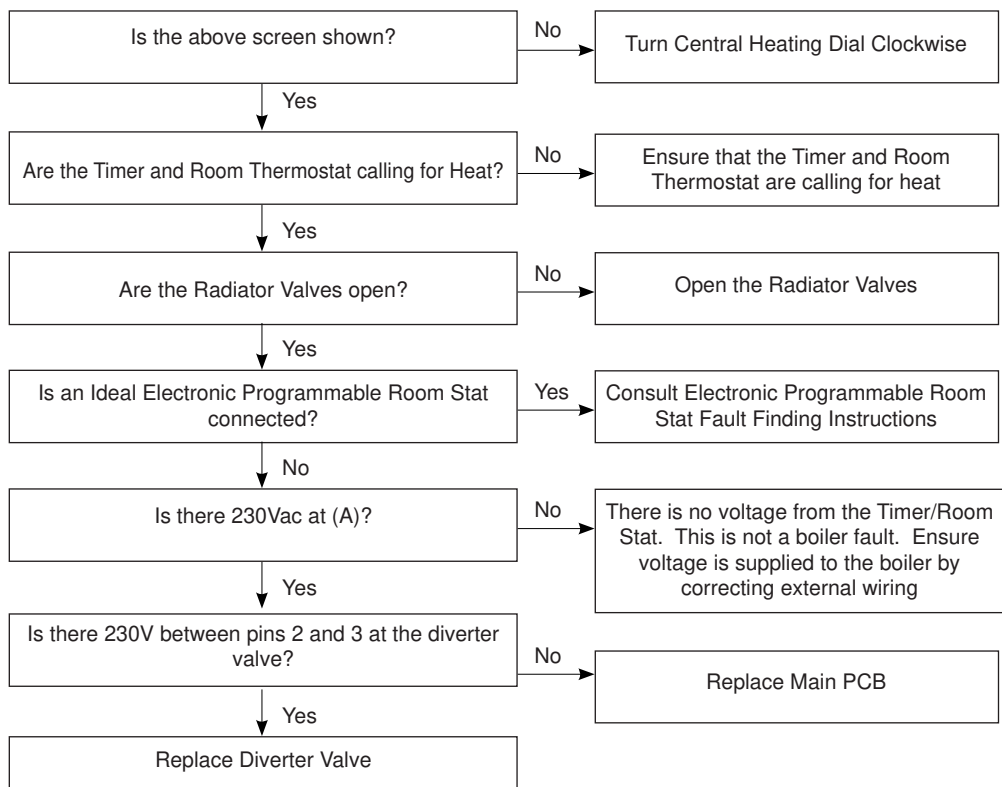 Is the above screen shown?
No
Turn Central Heating Dial Clockwise
Yes
Are the Timer and Room Thermostat calling for Heat?
No
Ensure that the Timer and Room
Thermostat are calling for heat
Yes
Are the Radiator Valves open?
No
Open the Radiator Valves
Yes
Is an Ideal Electronic Programmable Room Stat
connected?
Yes
Consult Electronic Programmable Room
Stat Fault Finding Instructions
No
Is there 230Vac at (A)?
No
There is no voltage from the Timer/Room
Stat. This is not a boiler fault. Ensure
voltage is supplied to the boiler by
correcting external wiring
Yes
Is there 230V between pins 2 and 3 at the diverter
valve?
No
Replace Main PCB
Yes
Replace Diverter Valve